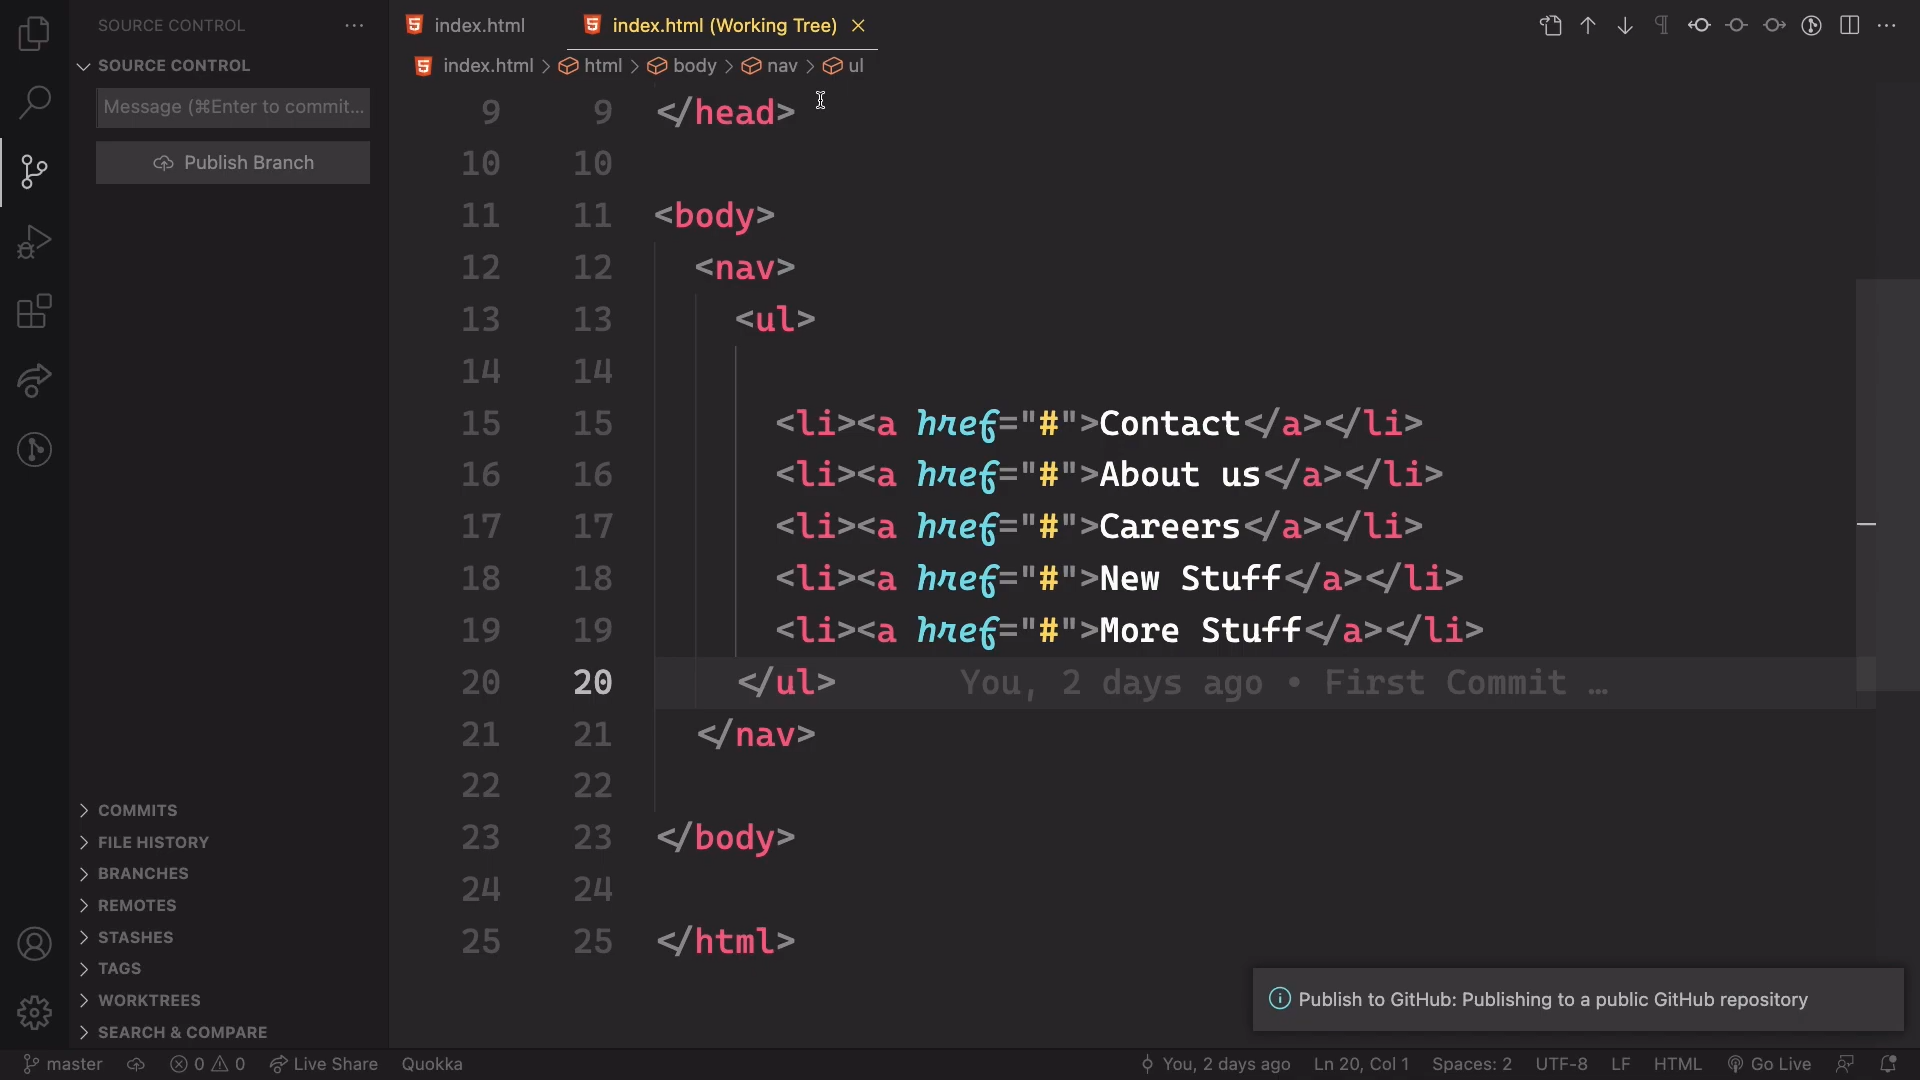 SOURCE CONTROL
index.html
index.html (Working Tree)
SOURCE CONTROL
index.html > html > body > nav > ul
Message (⌘Enter to commit...
Publish Branch
9 9 </head>
10 10
11 11 <body>
12 12 <nav>
13 13 <ul>
14 14
15 15 <li><a href="#">Contact</a></li>
16 16 <li><a href="#">About us</a></li>
17 17 <li><a href="#">Careers</a></li>
18 18 <li><a href="#">New Stuff</a></li>
19 19 <li><a href="#">More Stuff</a></li>
20 20 </ul> You, 2 days ago • First Commit …
21 21 </nav>
22 22
23 23 </body>
24 24
25 25 </html>
COMMITS
FILE HISTORY
BRANCHES
REMOTES
STASHES
TAGS
WORKTREES
SEARCH & COMPARE
Publish to GitHub: Publishing to a public GitHub repository
master 0 0 Live Share Quokka You, 2 days ago Ln 20, Col 1 Spaces: 2 UTF-8 LF HTML Go Live